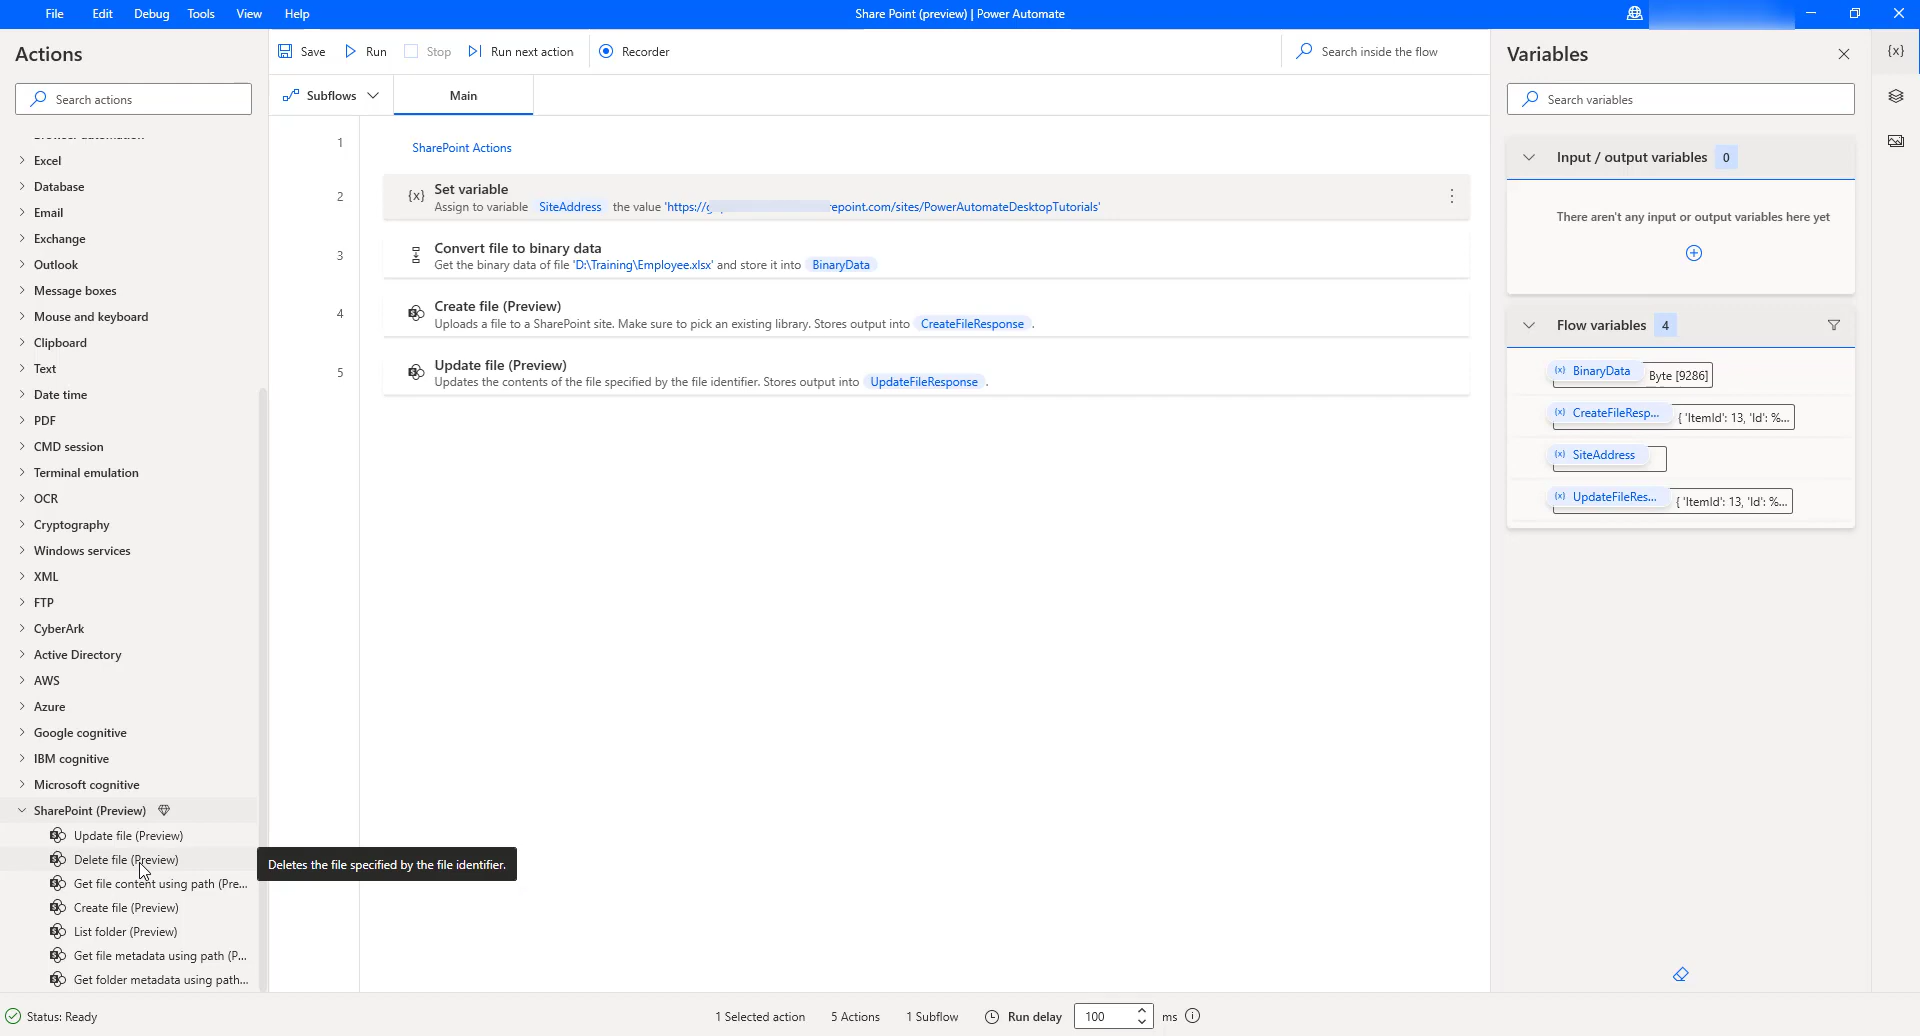 File Edit Debug Tools View Help
Share Point (preview) | Power Automate
Actions
Search actions
Excel
Database
Email
Exchange
Outlook
Message boxes
Mouse and keyboard
Clipboard
Text
Date time
PDF
CMD session
Terminal emulation
OCR
Cryptography
Windows services
XML
FTP
CyberArk
Active Directory
AWS
Azure
Google cognitive
IBM cognitive
Microsoft cognitive
SharePoint (Preview)
Update file (Preview)
Delete file (Preview)
Get file content using path (Pre...
Create file (Preview)
List folder (Preview)
Get file metadata using path (P...
Get folder metadata using path...
Deletes the file specified by the file identifier.
Save Run Stop Run next action Recorder
Search inside the flow
Subflows Main
1 SharePoint Actions
2 {x} Set variable
Assign to variable SiteAddress the value 'https:// repoint.com/sites/PowerAutomateDesktopTutorials'
3 Convert file to binary data
Get the binary data of file 'D:\Training\Employee.xlsx' and store it into BinaryData
4 Create file (Preview)
Uploads a file to a SharePoint site. Make sure to pick an existing library. Stores output into CreateFileResponse .
5 Update file (Preview)
Updates the contents of the file specified by the file identifier. Stores output into UpdateFileResponse .
Variables
{x}
Search variables
Input / output variables 0
There aren't any input or output variables here yet
Flow variables 4
(x) BinaryData Byte [9286]
(x) CreateFileResp... { 'ItemId': 13, 'Id': %...
(x) SiteAddress
(x) UpdateFileRes... { 'ItemId': 13, 'Id': %...
Status: Ready
1 Selected action 5 Actions 1 Subflow Run delay 100 ms